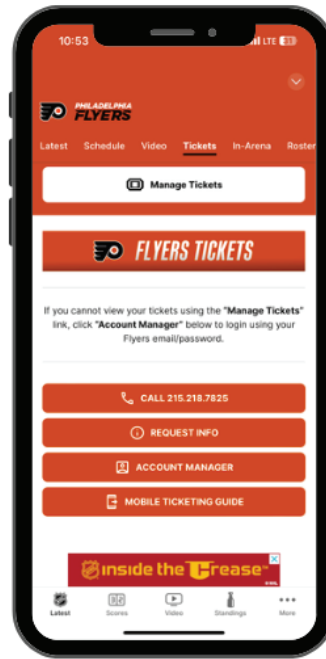 10:53
LTE 33
PHILADELPHIA
FLYERS
Latest Schedule Video Tickets In-Arena Roster
Manage Tickets
FLYERS TICKETS
If you cannot view your tickets using the "Manage Tickets"
link, click "Account Manager" below to login using your
Flyers email/password.
CALL 215.218.7825
REQUEST INFO
ACCOUNT MANAGER
MOBILE TICKETING GUIDE
inside the Crease
Latest Scores Video Standings More